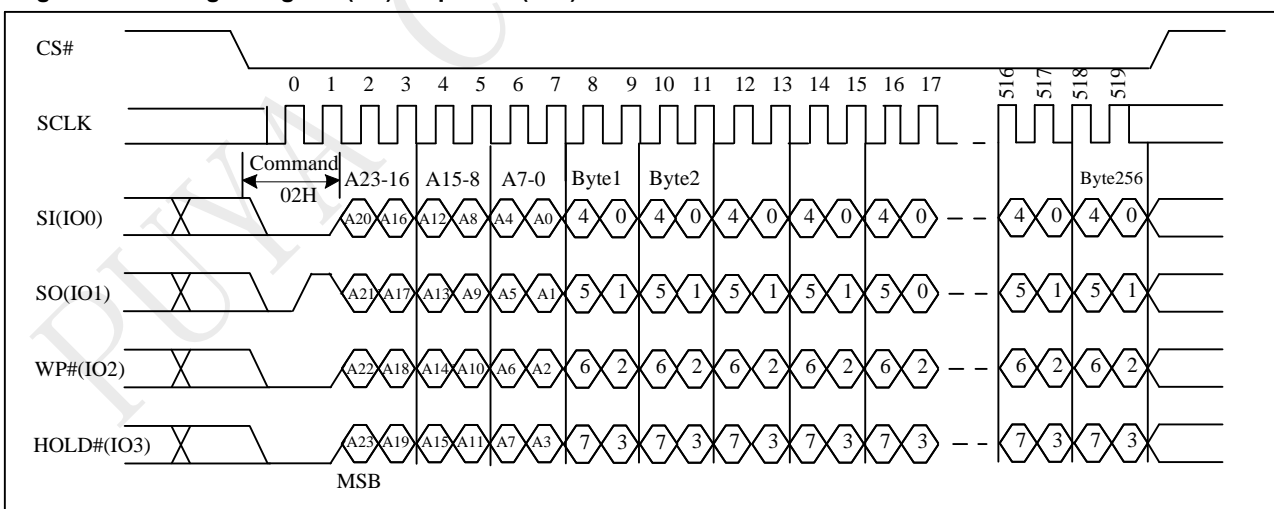 PUYA C
CS#
0 1 2 3 4 5 6 7 8 9 10 11 12 13 14 15 16 17 516 517 518 519
SCLK
Command
02H
A23-16 A15-8 A7-0 Byte1 Byte2 Byte256
SI(IO0) A20 A16 A12 A8 A4 A0 4 0 4 0 4 0 4 0 4 0 4 0 4 0
SO(IO1) A21 A17 A13 A9 A5 A1 5 1 5 1 5 1 5 1 5 0 5 1 5 1
WP#(IO2) A22 A18 A14 A10 A6 A2 6 2 6 2 6 2 6 2 6 2 6 2 6 2
HOLD#(IO3) A23 A19 A15 A11 A7 A3 7 3 7 3 7 3 7 3 7 3 7 3 7 3
MSB